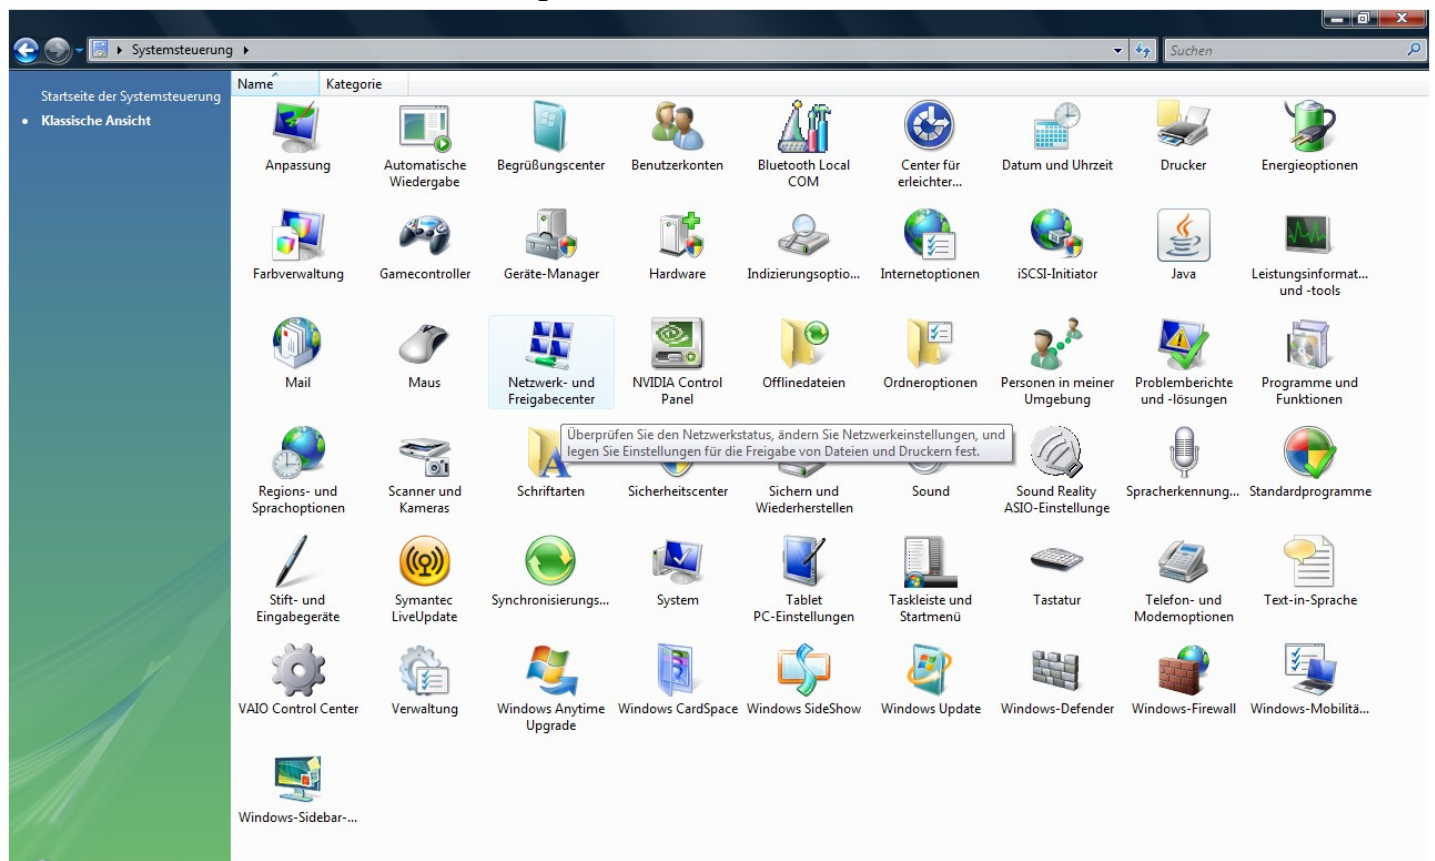 Systemsteuerung
Suchen
Name Kategorie
Startseite der Systemsteuerung
Klassische Ansicht
Anpassung
Automatische
Wiedergabe
Begrüßungscenter
Benutzerkonten
Bluetooth Local
COM
Center für
erleichter...
Datum und Uhrzeit
Drucker
Energieoptionen
Farbverwaltung
Gamecontroller
Geräte-Manager
Hardware
Indizierungsoptio...
Internetoptionen
iSCSI-Initiator
Java
Leistungsinformat...
und -tools
Mail
Maus
Netzwerk- und
Freigabecenter
NVIDIA Control
Panel
Offlinedateien
Ordneroptionen
Personen in meiner
Umgebung
Problemberichte
und -lösungen
Programme und
Funktionen
Überprüfen Sie den Netzwerkstatus, ändern Sie Netzwerkeinstellungen, und
legen Sie Einstellungen für die Freigabe von Dateien und Druckern fest.
Regions- und
Sprachoptionen
Scanner und
Kameras
Schriftarten
Sicherheitscenter
Sichern und
Wiederherstellen
Sound
Sound Reality
ASIO-Einstellunge
Spracherkennung...
Standardprogramme
Stift- und
Eingabegeräte
Symantec
LiveUpdate
Synchronisierungs...
System
Tablet
PC-Einstellungen
Taskleiste und
Startmenü
Tastatur
Telefon- und
Modemoptionen
Text-in-Sprache
VAIO Control Center
Verwaltung
Windows Anytime
Upgrade
Windows CardSpace
Windows SideShow
Windows Update
Windows-Defender
Windows-Firewall
Windows-Mobilitä...
Windows-Sidebar-...